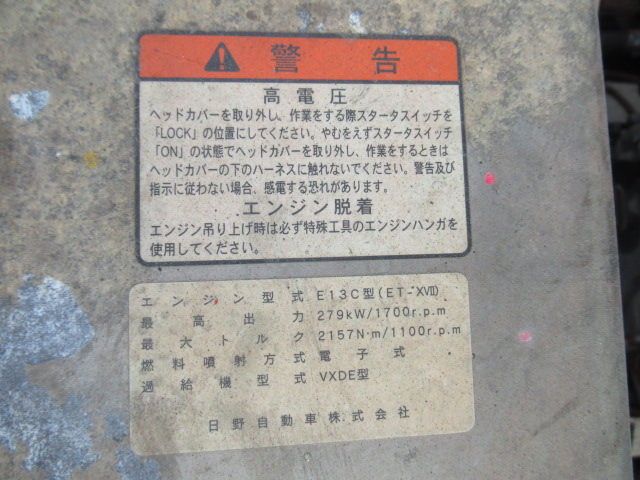 警告
高電圧
ヘッドカバーを取り外し、作業をする際スタータスイッチを
「LOCK」の位置にしてください。やむをえずスタータスイッチ
「ON」の状態でヘッドカバーを取り外し、作業をするときは
ヘッドカバーの下のハーネスに触れないでください。警告及び
指示に従わない場合、感電する恐れがあります。
エンジン脱着
エンジン吊り上げ時は必ず特殊工具のエンジンハンガを
使用してください。
エンジン型式 E13C型(ET-XVII)
最高出力 279kW/1700r.p.m
最大トルク 2157N·m/1100r.p.m
燃料噴射方式 電子式
過給機型式 VXDE型
日野自動車株式会社